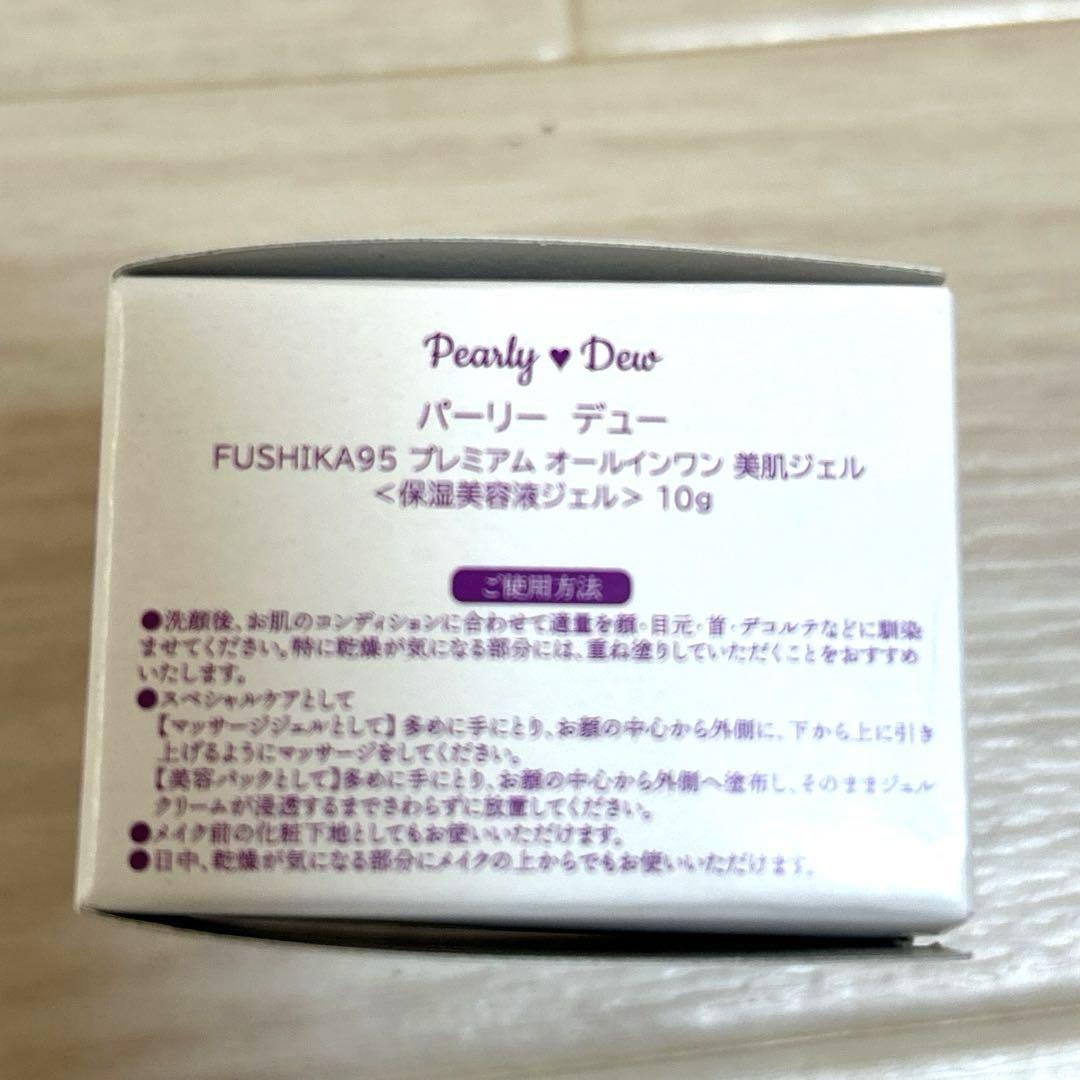 Pearly ♥ Dew
パーリー デュー
FUSHIKA95 プレミアム オールインワン 美肌ジェル
＜保湿美容液ジェル＞ 10g
ご使用方法
●洗顔後、お肌のコンディションに合わせて適量を顔・目元・首・デコルテなどに馴染
ませてください。特に乾燥が気になる部分には、重ね塗りしていただくことをおすすめ
いたします。
●スペシャルケアとして
【マッサージジェルとして】多めに手にとり、お顔の中心から外側に、下から上に引き
上げるようにマッサージをしてください。
【美容パックとして】多めに手にとり、お顔の中心から外側へ塗布し、そのままジェル
クリームが浸透するまでさわらずに放置してください。
●メイク前の化粧下地としてもお使いいただけます。
●日中、乾燥が気になる部分にメイクの上からでもお使いいただけます。